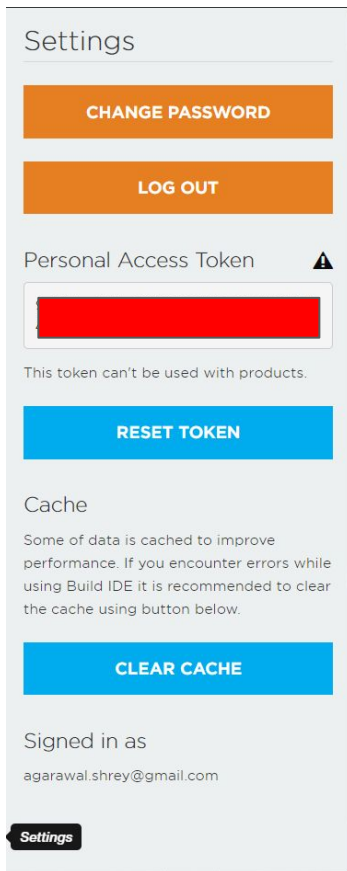 Settings
CHANGE PASSWORD
LOG OUT
Personal Access Token
This token can't be used with products.
RESET TOKEN
Cache
Some of data is cached to improve
performance. If you encounter errors while
using Build IDE it is recommended to clear
the cache using button below.
CLEAR CACHE
Signed in as
agarawal.shrey@gmail.com
Settings